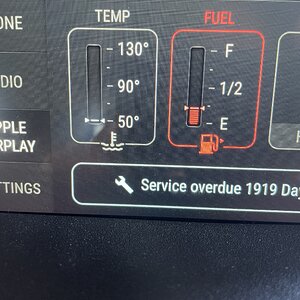 ONE
TEMP
FUEL
130°
F
DIO
90°
1/2
PPLE
50°
E
RPLAY
Service overdue 1919 Day
TTINGS